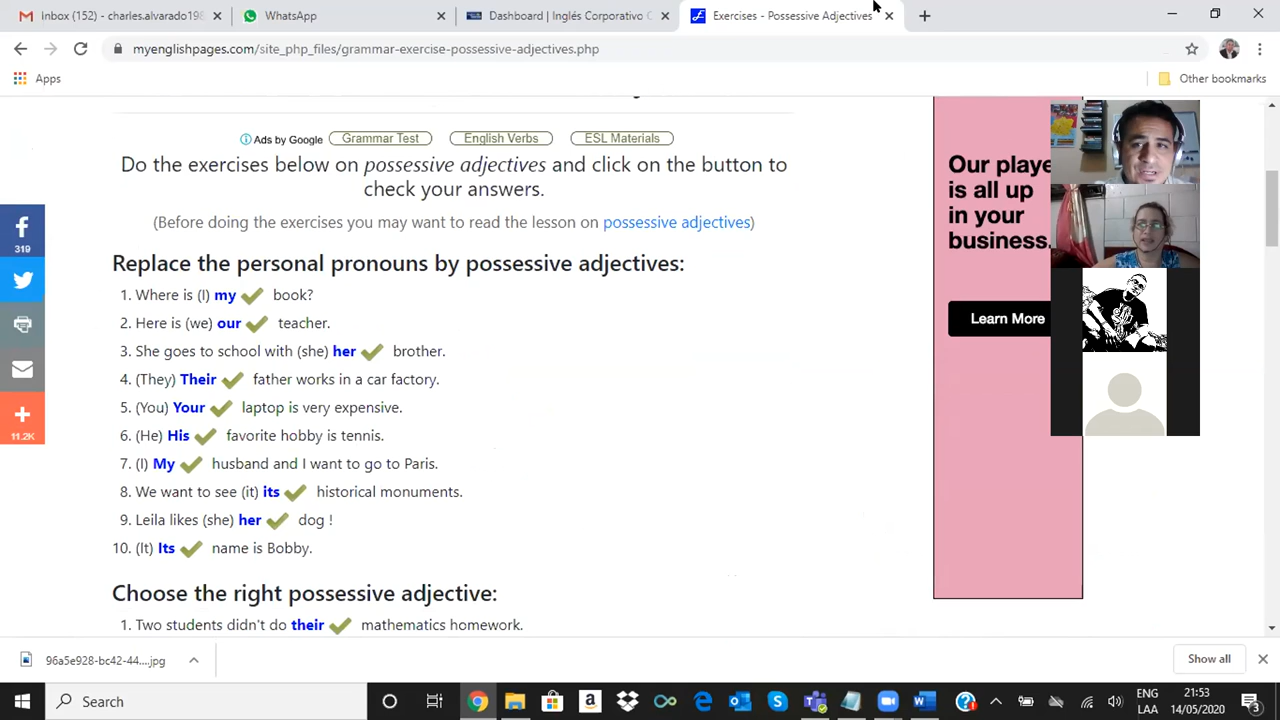 Inbox (152) - charles.alvarado198
WhatsApp
Dashboard | Inglés Corporativo C
Exercises - Possessive Adjectives
myenglishpages.com/site_php_files/grammar-exercise-possessive-adjectives.php
Apps
Other bookmarks
Ads by Google
Grammar Test
English Verbs
ESL Materials
Do the exercises below on possessive adjectives and click on the button to
check your answers.
(Before doing the exercises you may want to read the lesson on possessive adjectives)
Replace the personal pronouns by possessive adjectives:
1. Where is (I) my book?
2. Here is (we) our teacher.
3. She goes to school with (she) her brother.
4. (They) Their father works in a car factory.
5. (You) Your laptop is very expensive.
6. (He) His favorite hobby is tennis.
7. (I) My husband and I want to go to Paris.
8. We want to see (it) its historical monuments.
9. Leila likes (she) her dog !
10. (It) Its name is Bobby.
Choose the right possessive adjective:
1. Two students didn't do their mathematics homework.
319
11.2K
Our playe
is all up
in your
business.
Learn More
96a5e928-bc42-44....jpg
Show all
Search
ENG
LAA
21:53
14/05/2020
3